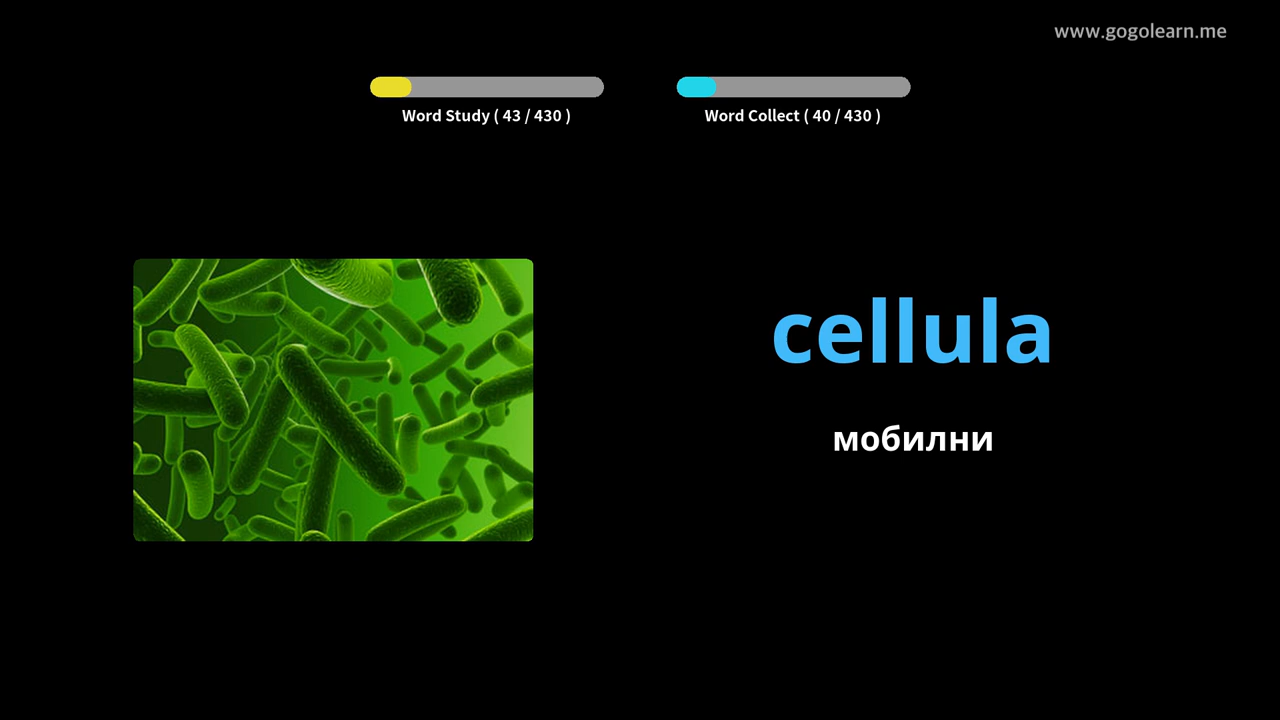 www.gogolearn.me
Word Study ( 43 / 430 )
Word Collect ( 40 / 430 )
cellula
мобилни